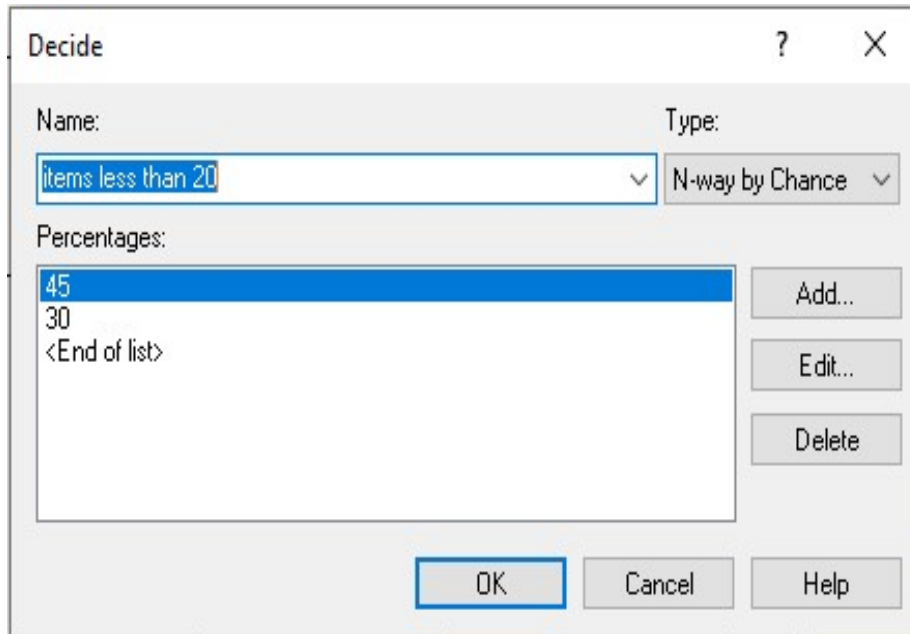 Decide ?
Name: Type:
items less than 20 N-way by Chance
Percentages:
45
30
<End of list>
Add...
Edit...
Delete
OK Cancel Help